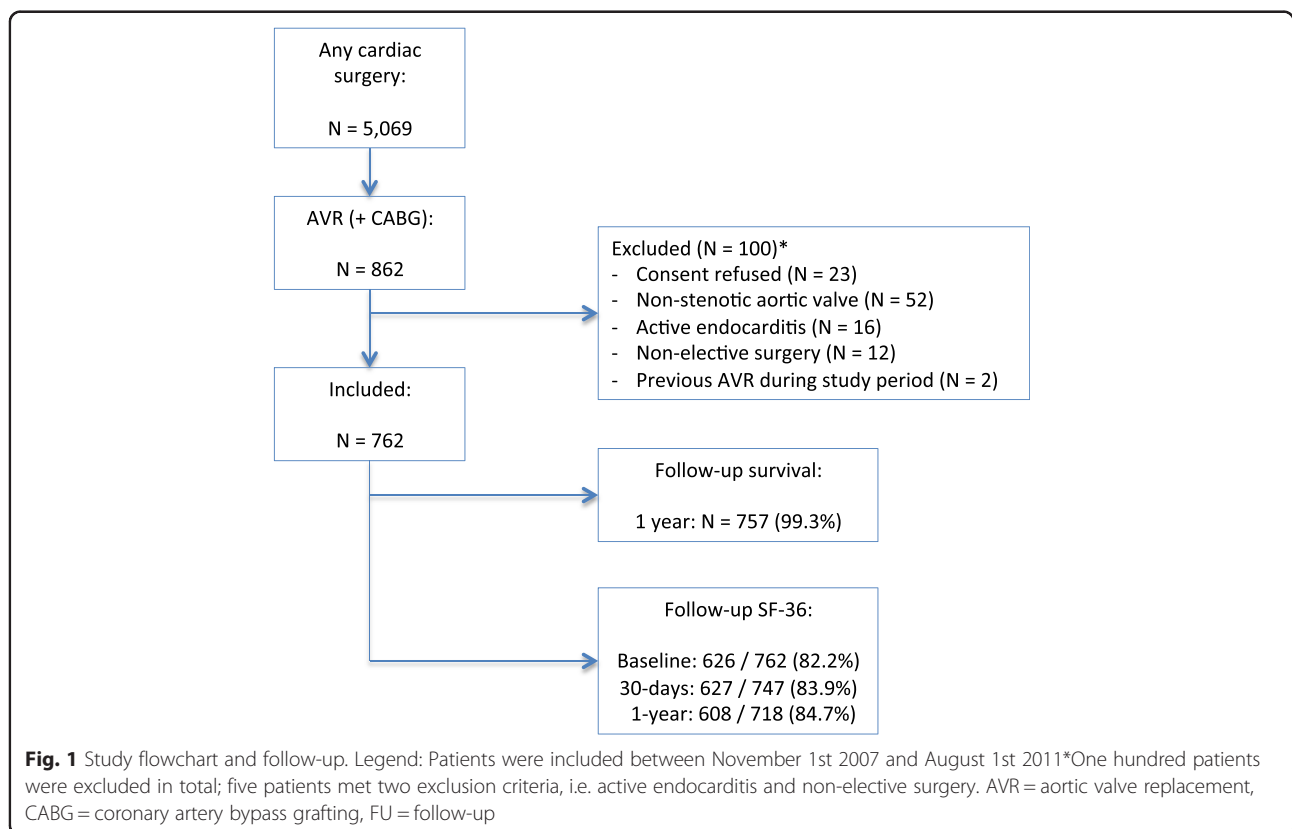 Any cardiac
surgery:
N = 5,069
AVR (+ CABG):
N = 862
Excluded (N = 100)*
- Consent refused (N = 23)
- Non-stenotic aortic valve (N = 52)
- Active endocarditis (N = 16)
- Non-elective surgery (N = 12)
- Previous AVR during study period (N = 2)
Included:
N = 762
Follow-up survival:
1 year: N = 757 (99.3%)
Follow-up SF-36:
Baseline: 626 / 762 (82.2%)
30-days: 627 / 747 (83.9%)
1-year: 608 / 718 (84.7%)
Fig. 1 Study flowchart and follow-up. Legend: Patients were included between November 1st 2007 and August 1st 2011*One hundred patients
were excluded in total; five patients met two exclusion criteria, i.e. active endocarditis and non-elective surgery. AVR = aortic valve replacement,
CABG = coronary artery bypass grafting, FU = follow-up